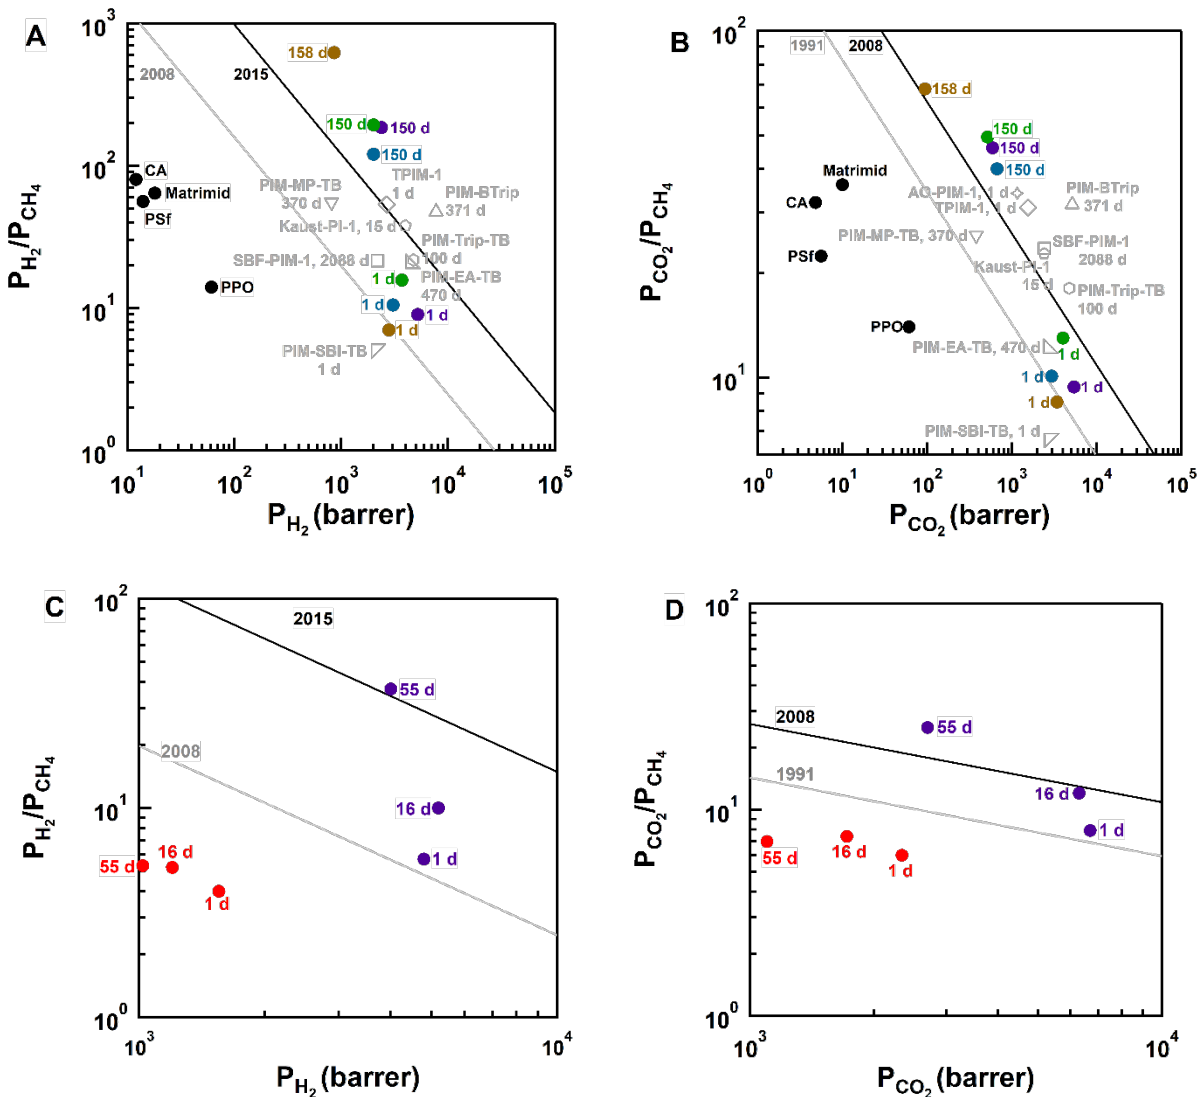 A
10³
10²
10¹
10⁰
10¹
10²
10³
10⁴
10⁵
P_H₂/P_CH₄
P_H₂ (barrer)
2008
2015
158 d
150 d
150 d
150 d
CA
Matrimid
PSf
PPO
PIM-MP-TB
370 d
TPIM-1
1 d
PIM-BTrip
371 d
Kaust-PI-1, 15 d
PIM-Trip-TB
100 d
SBF-PIM-1, 2088 d
PIM-EA-TB
470 d
1 d
1 d
1 d
1 d
PIM-SBI-TB
1 d
B
10²
10¹
10⁰
10¹
10²
10³
10⁴
10⁵
P_CO₂/P_CH₄
P_CO₂ (barrer)
1991
2008
158 d
150 d
150 d
150 d
Matrimid
CA
PSf
PPO
AO-PIM-1, 1 d
TPIM-1, 1 d
PIM-BTrip
371 d
PIM-MP-TB, 370 d
SBF-PIM-1
2088 d
Kaust-PI-1
15 d
PIM-Trip-TB
100 d
PIM-EA-TB, 470 d
1 d
1 d
1 d
1 d
PIM-SBI-TB, 1 d
C
10²
10¹
10⁰
10³
10⁴
P_H₂/P_CH₄
P_H₂ (barrer)
2015
2008
55 d
16 d
1 d
55 d
16 d
1 d
D
10²
10¹
10⁰
10³
10⁴
P_CO₂/P_CH₄
P_CO₂ (barrer)
2008
1991
55 d
16 d
1 d
55 d
16 d
1 d